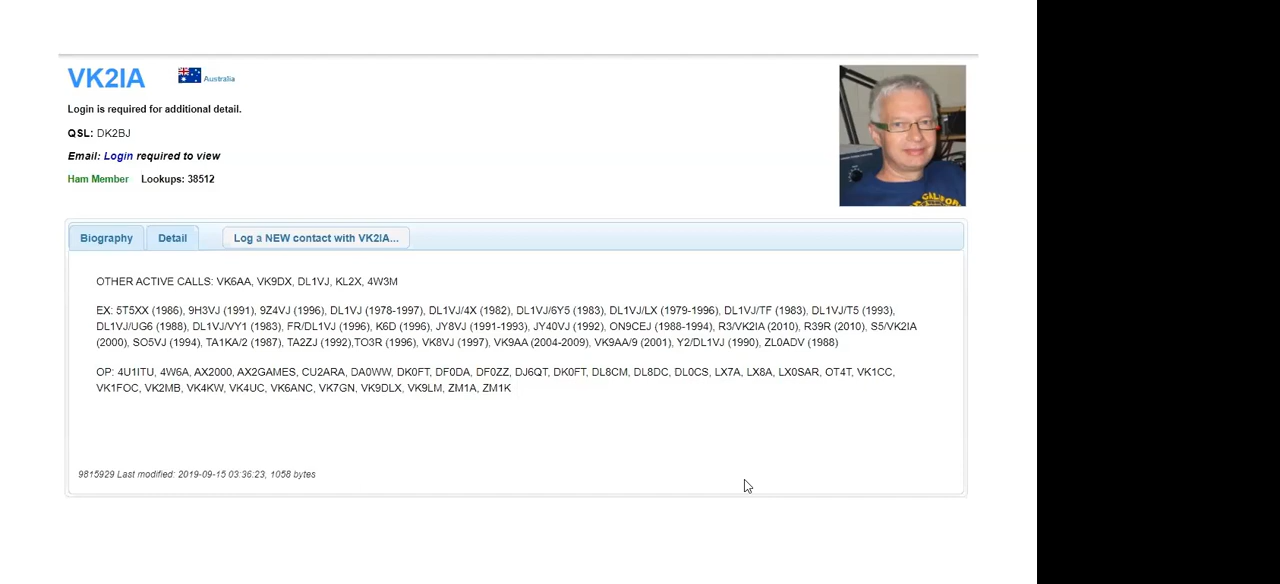 VK2IA Australia
Login is required for additional detail.
QSL: DK2BJ
Email: Login required to view
Ham Member Lookups: 38512
Biography Detail Log a NEW contact with VK2IA...
OTHER ACTIVE CALLS: VK6AA, VK9DX, DL1VJ, KL2X, 4W3M
EX: 5T5XX (1986), 9H3VJ (1991), 9Z4VJ (1996), DL1VJ (1978-1997), DL1VJ/4X (1982), DL1VJ/6Y5 (1983), DL1VJ/LX (1979-1996), DL1VJ/TF (1983), DL1VJ/T5 (1993),
DL1VJ/UG6 (1988), DL1VJ/VY1 (1983), FR/DL1VJ (1996), K6D (1996), JY8VJ (1991-1993), JY40VJ (1992), ON9CEJ (1988-1994), R3/VK2IA (2010), R39R (2010), S5/VK2IA
(2000), SO5VJ (1994), TA1KA/2 (1987), TA2ZJ (1992),TO3R (1996), VK8VJ (1997), VK9AA (2004-2009), VK9AA/9 (2001), Y2/DL1VJ (1990), ZL0ADV (1988)
OP: 4U1ITU, 4W6A, AX2000, AX2GAMES, CU2ARA, DA0WW, DK0FT, DF0DA, DF0ZZ, DJ6QT, DK0FT, DL8CM, DL8DC, DL0CS, LX7A, LX8A, LX0SAR, OT4T, VK1CC,
VK1FOC, VK2MB, VK4KW, VK4UC, VK6ANC, VK7GN, VK9DLX, VK9LM, ZM1A, ZM1K
9815929 Last modified: 2019-09-15 03:36:23, 1058 bytes